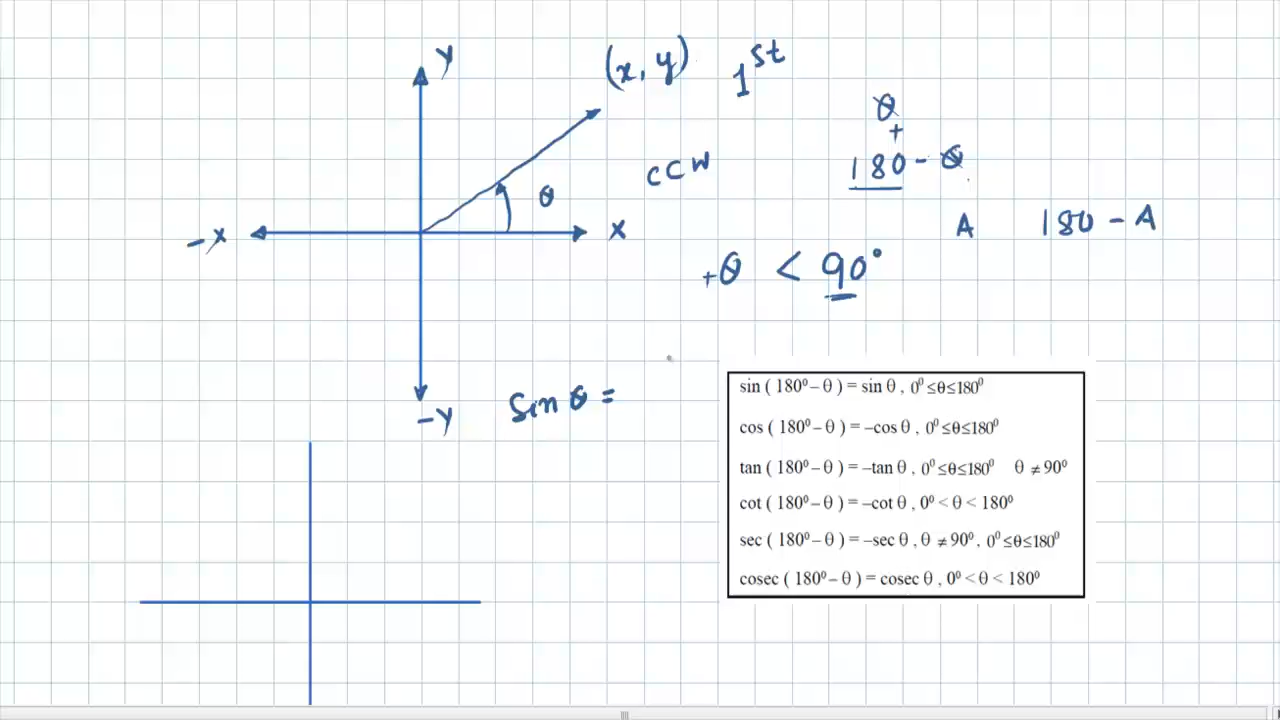 Y
(x, y) 1st
θ
+
180 - θ
CCW
θ
-X
X
A 180 - A
+θ < 90°
-Y
Sin θ =
sin ( 180⁰ – θ ) = sin θ , 0⁰ ≤θ≤180⁰
cos ( 180⁰ – θ ) = –cos θ , 0⁰ ≤θ≤180⁰
tan ( 180⁰ – θ ) = –tan θ , 0⁰ ≤θ≤180⁰ θ ≠ 90⁰
cot ( 180⁰ – θ ) = –cot θ , 0⁰ < θ < 180⁰
sec ( 180⁰ – θ ) = –sec θ , θ ≠ 90⁰ , 0⁰ ≤θ≤180⁰
cosec ( 180⁰ – θ ) = cosec θ , 0⁰ < θ < 180⁰